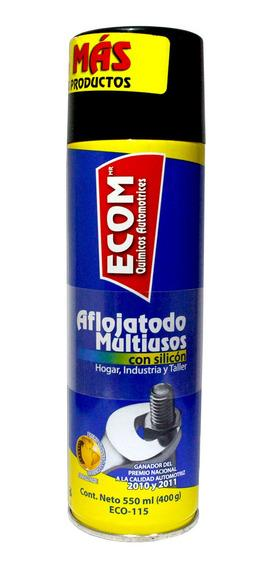 MÁS
PRODUCTOS
ECOM MR
Químicos Automotrices
Aflojatodo
Multiusos
con silicón
Hogar, Industria y Taller
GANADOR DEL
PREMIO NACIONAL
A LA CALIDAD AUTOMOTRIZ
2010 y 2011
Cont. Neto 550 ml (400 g)
ECO-115